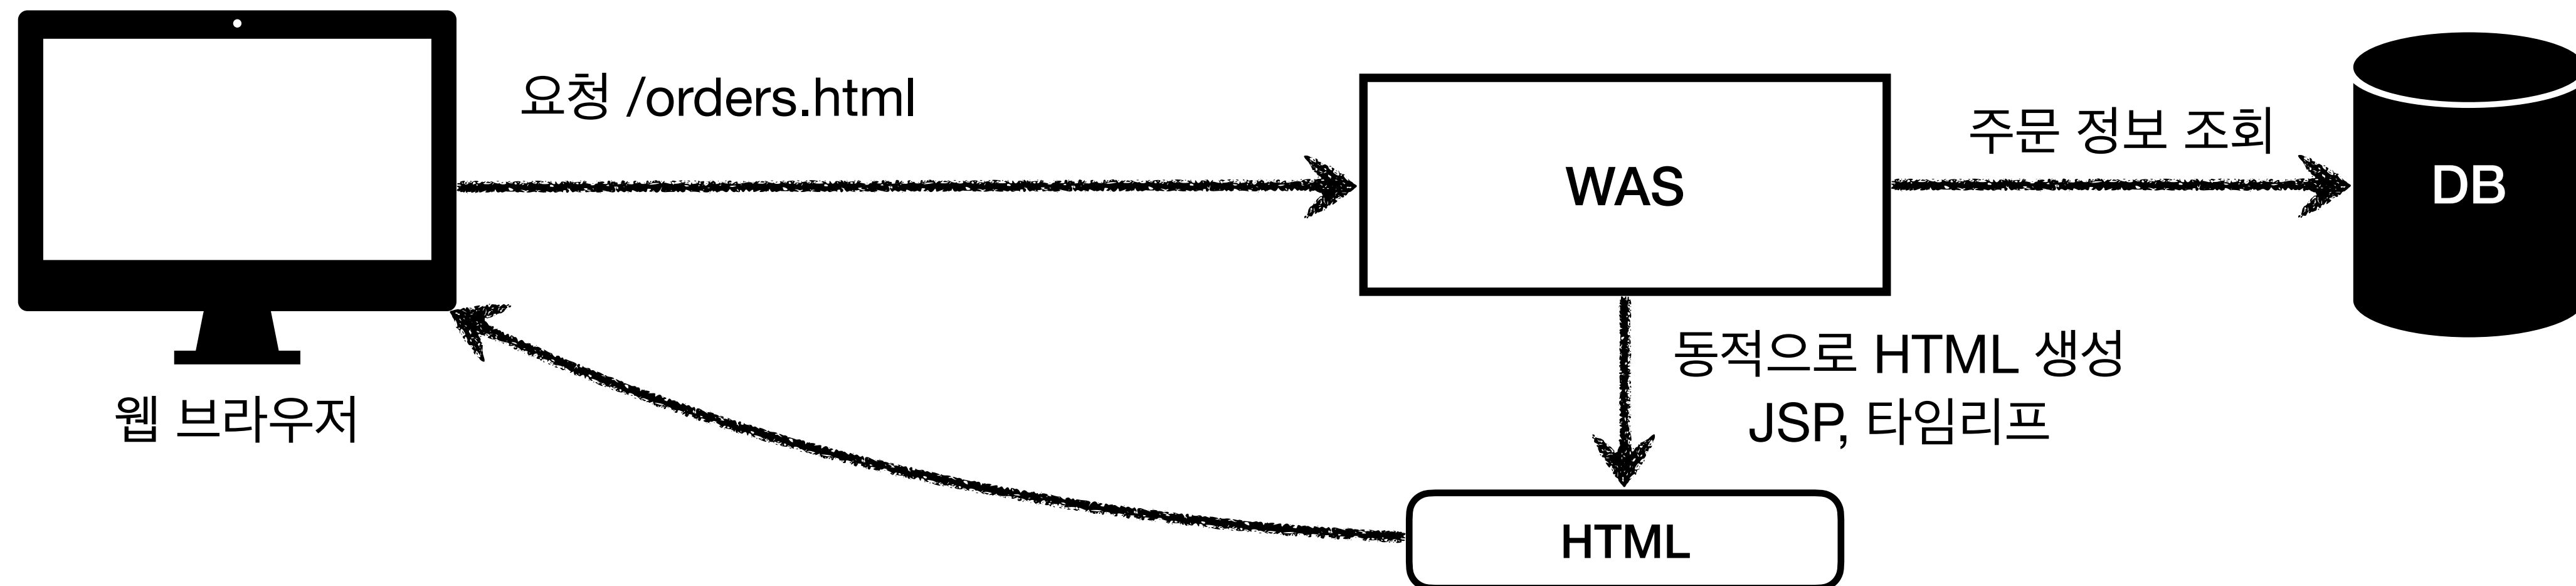 요청 /orders.html
주문 정보 조회
WAS
DB
동적으로 HTML 생성
JSP, 타임리프
웹 브라우저
HTML